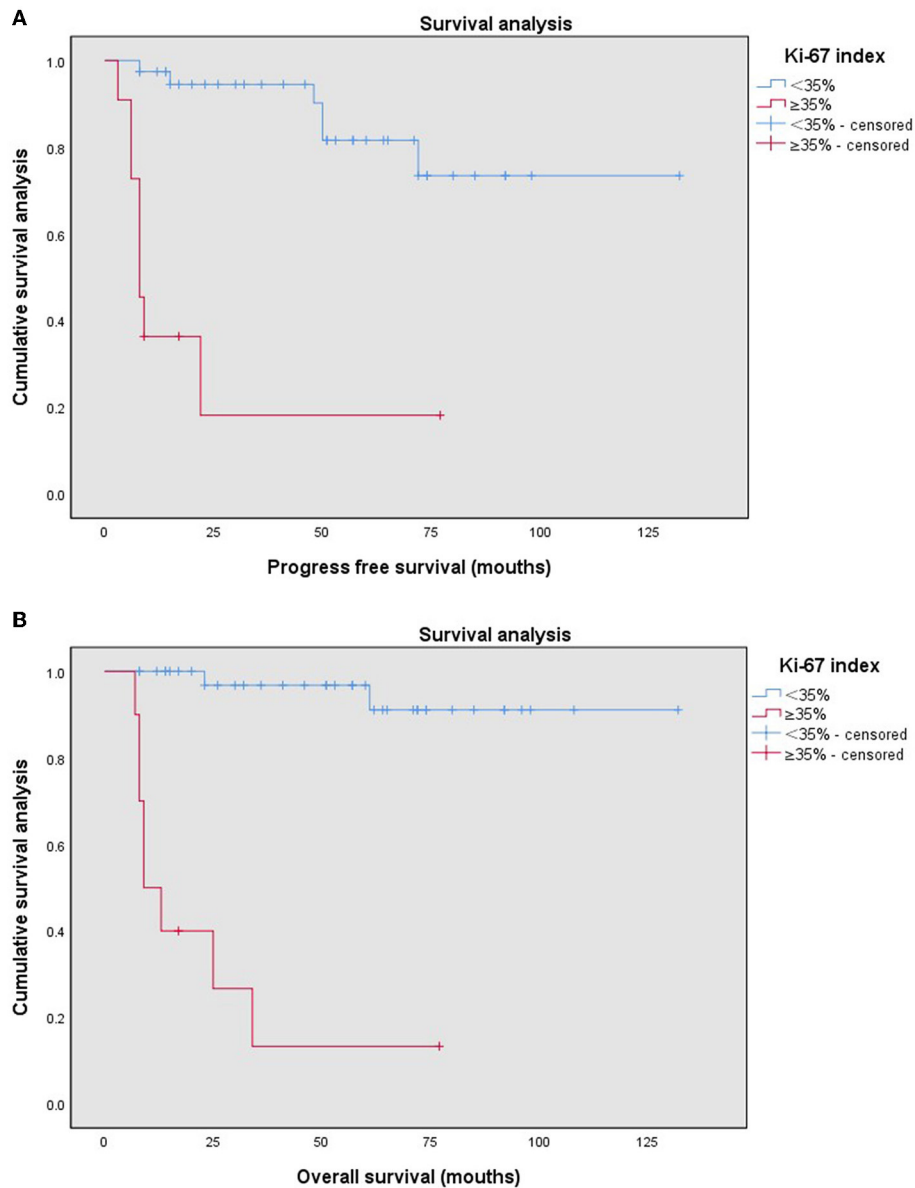 A
Survival analysis
Ki-67 index
<35%
≥35%
<35% - censored
≥35% - censored
Cumulative survival analysis
1.0
0.8
0.6
0.4
0.2
0.0
0 25 50 75 100 125
Progress free survival (mouths)
B
Survival analysis
Ki-67 index
<35%
≥35%
<35% - censored
≥35% - censored
Cumulative survival analysis
1.0
0.8
0.6
0.4
0.2
0.0
0 25 50 75 100 125
Overall survival (mouths)